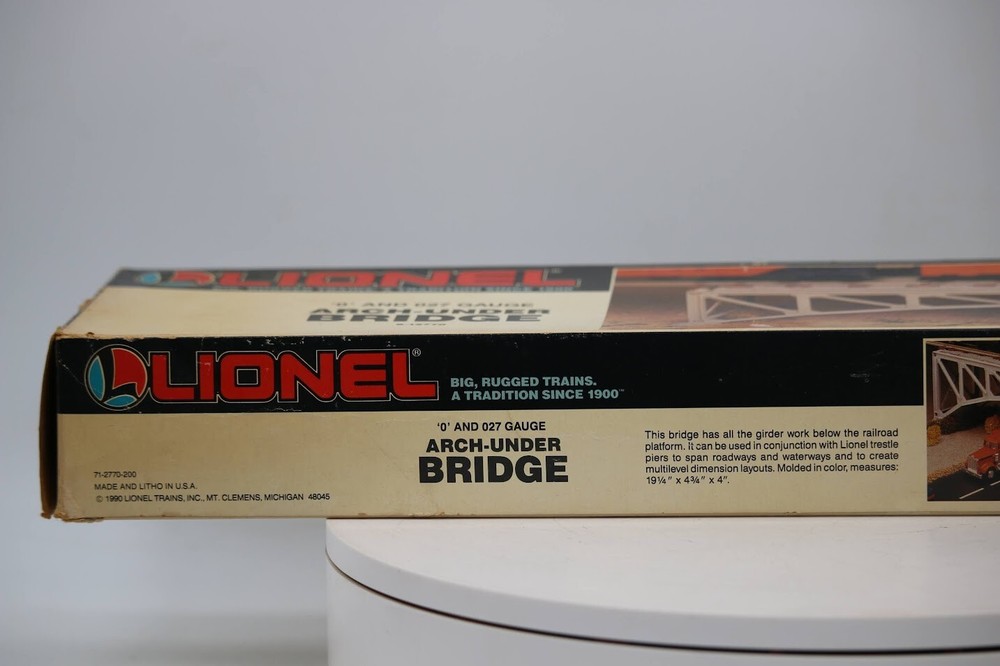 LIONEL
'0' AND 027 GAUGE
ARCH-UNDER
BRIDGE
LIONEL®
BIG, RUGGED TRAINS.
A TRADITION SINCE 1900™
'0' AND 027 GAUGE
ARCH-UNDER
BRIDGE
This bridge has all the girder work below the railroad
platform. It can be used in conjunction with Lionel trestle
piers to span roadways and waterways and to create
multilevel dimension layouts. Molded in color, measures:
19¼" x 4¾" x 4".
71-2770-200
MADE AND LITHO IN U.S.A.
© 1990 LIONEL TRAINS, INC., MT. CLEMENS, MICHIGAN 48045